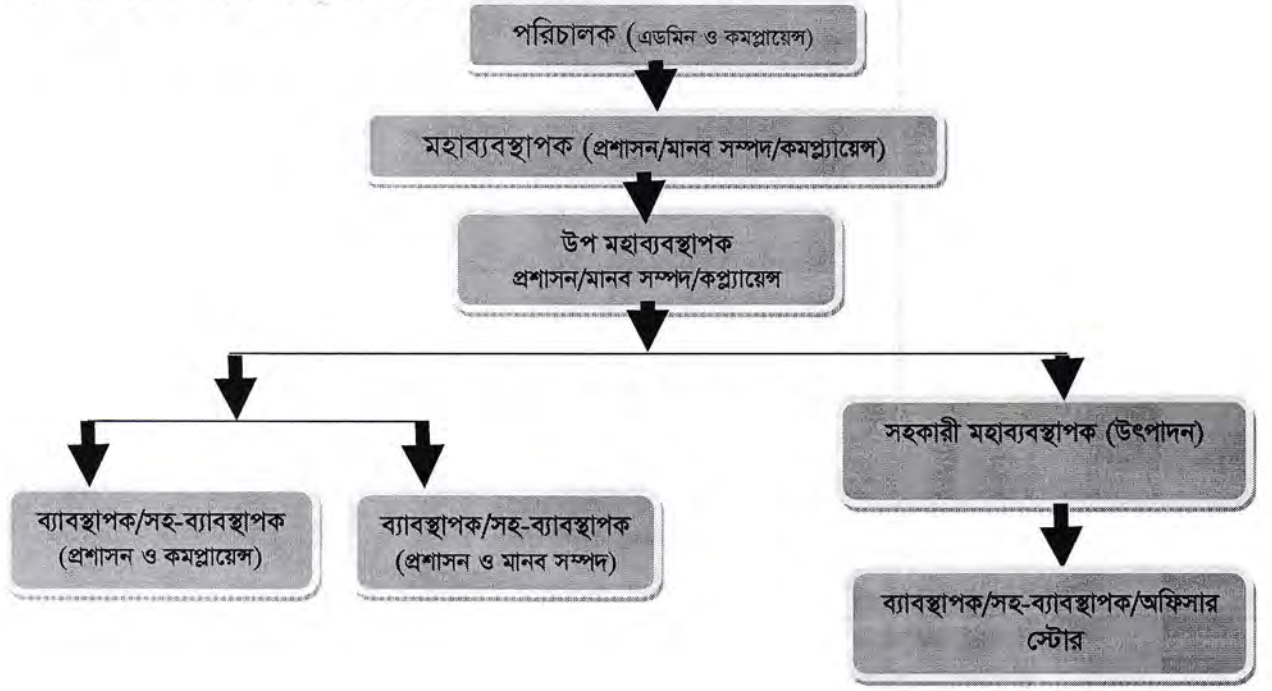 পরিচালক (এডমিন ও কমপ্লায়েন্স)
মহাব্যবস্থাপক (প্রশাসন/মানব সম্পদ/কমপ্ল্যায়েন্স)
উপ মহাব্যবস্থাপক
প্রশাসন/মানব সম্পদ/কপ্ল্যায়েন্স
সহকারী মহাব্যবস্থাপক (উৎপাদন)
ব্যাবস্থাপক/সহ-ব্যাবস্থাপক
(প্রশাসন ও কমপ্লায়েন্স)
ব্যাবস্থাপক/সহ-ব্যাবস্থাপক
(প্রশাসন ও মানব সম্পদ)
ব্যাবস্থাপক/সহ-ব্যাবস্থাপক/অফিসার
স্টোর